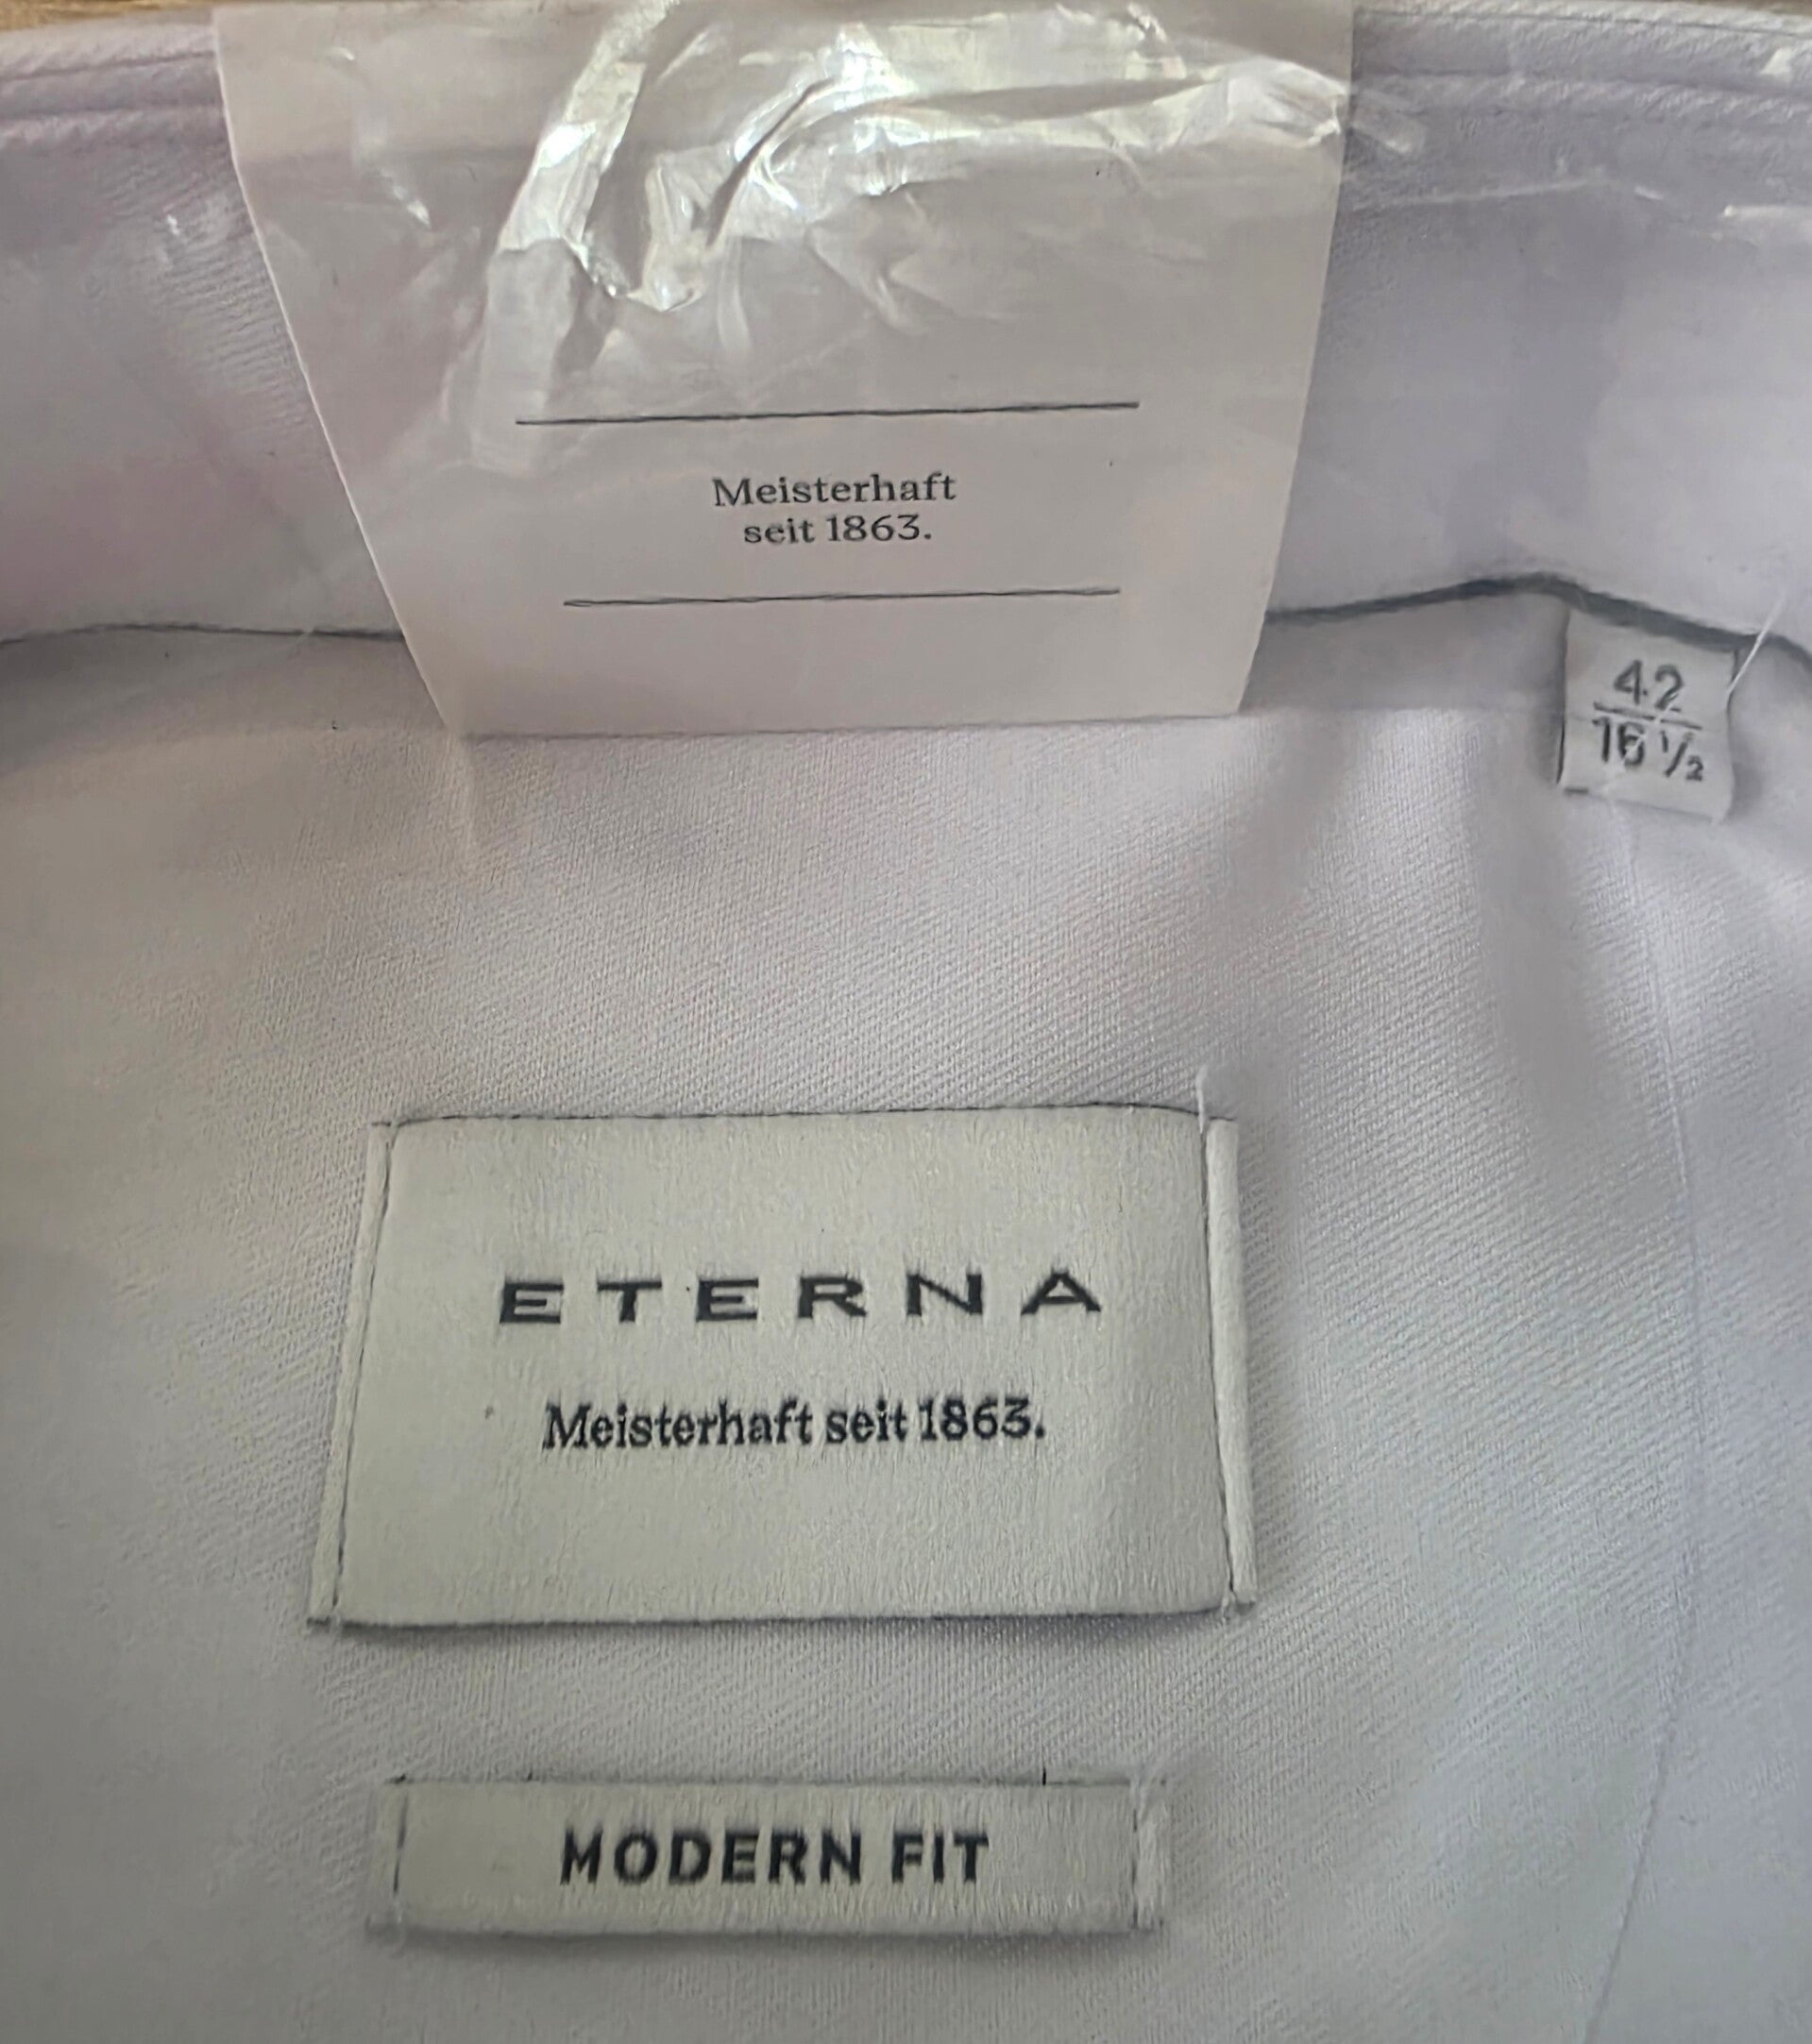 Meisterhaft
seit 1863.
42
16 1/2
ETERNA
Meisterhaft seit 1863.
MODERN FIT